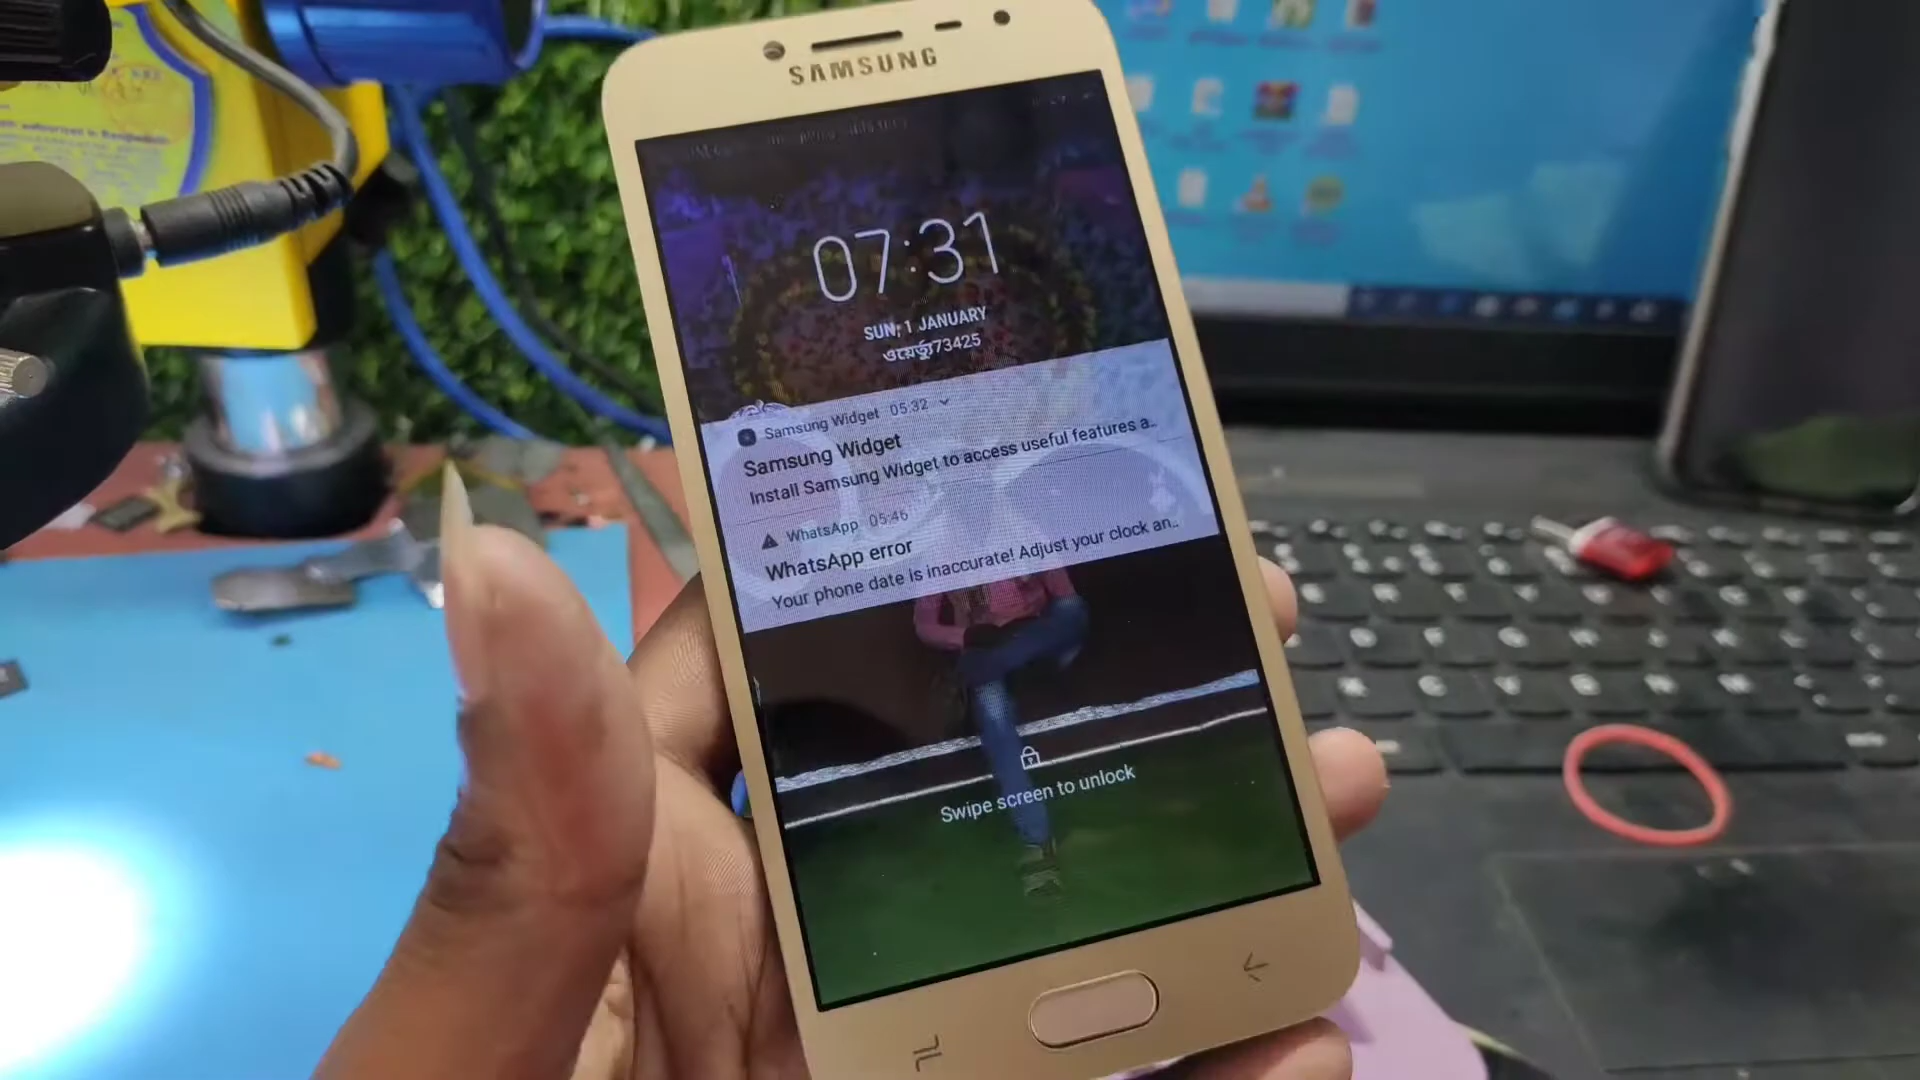 SAMSUNG
07:31
SUN, 1 JANUARY
Samsung Widget 05:32
Samsung Widget
Install Samsung Widget to access useful features a..
WhatsApp 05:46
WhatsApp error
Your phone date is inaccurate! Adjust your clock an..
Swipe screen to unlock